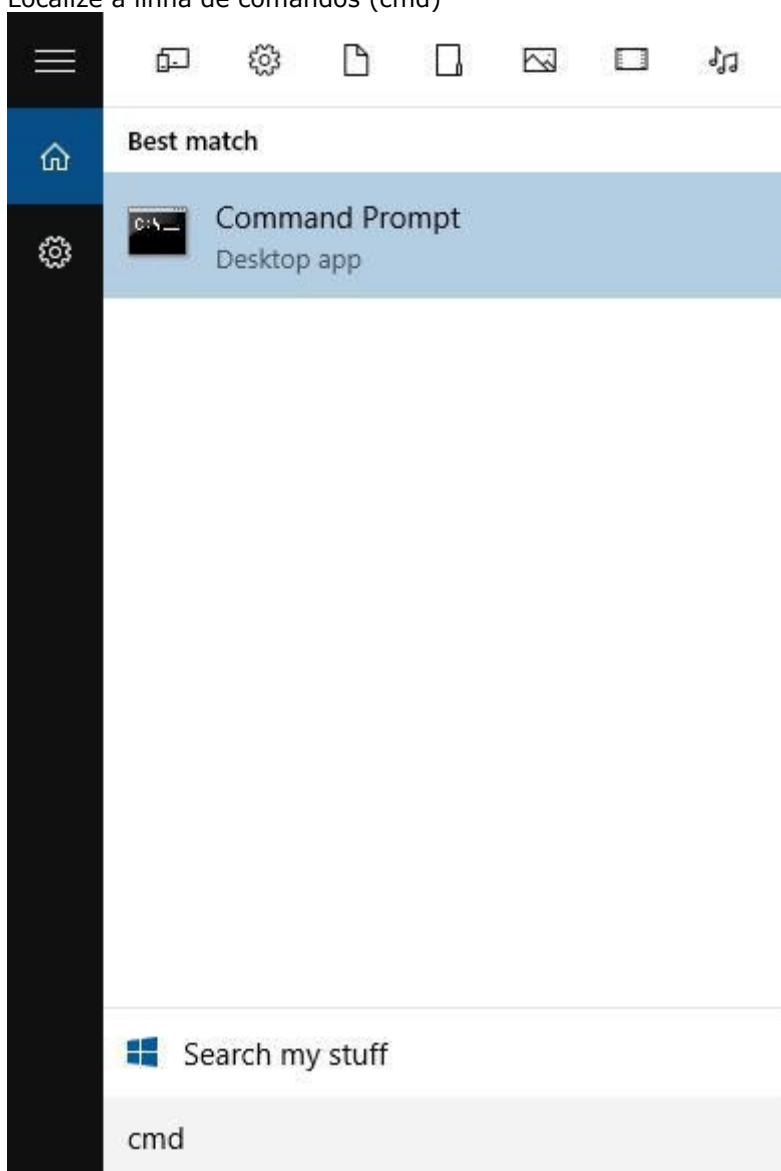 Localize a linha de comandos (cmd)
Best match
C:\_
Command Prompt
Desktop app
Search my stuff
cmd